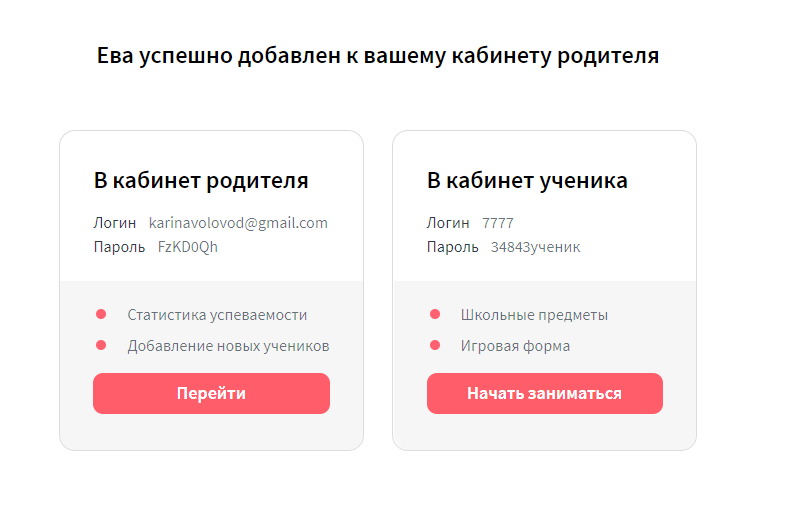 Ева успешно добавлен к вашему кабинету родителя
В кабинет родителя
Логин karinavolovod@gmail.com
Пароль FzKD0Qh
Статистика успеваемости
Добавление новых учеников
Перейти
В кабинет ученика
Логин 7777
Пароль 34843ученик
Школьные предметы
Игровая форма
Начать заниматься